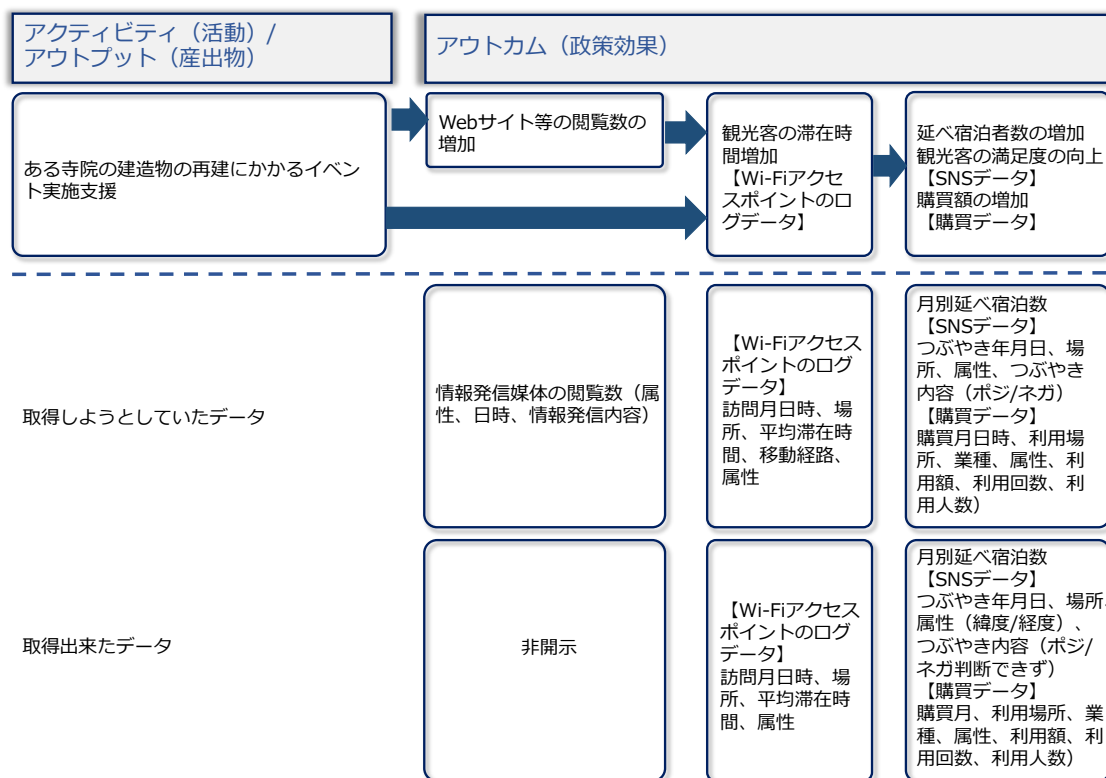 アクティビティ（活動）/
アウトプット（産出物）
アウトカム（政策効果）
ある寺院の建造物の再建にかかるイベン
ト実施支援
Webサイト等の閲覧数の
増加
観光客の滞在時
間増加
【Wi-Fiアクセ
スポイントのロ
グデータ】
延べ宿泊者数の増加
観光客の満足度の向上
【SNSデータ】
購買額の増加
【購買データ】
取得しようとしていたデータ
情報発信媒体の閲覧数（属
性、日時、情報発信内容）
【Wi-Fiアクセス
ポイントのログ
データ】
訪問月日時、場
所、平均滞在時
間、移動経路、
属性
月別延べ宿泊数
【SNSデータ】
つぶやき年月日、場
所、属性、つぶやき
内容（ポジ/ネガ）
【購買データ】
購買月日時、利用場
所、業種、属性、利
用額、利用回数、利
用人数）
取得出来たデータ
非開示
【Wi-Fiアクセス
ポイントのログ
データ】
訪問月日時、場
所、平均滞在時
間、属性
月別延べ宿泊数
【SNSデータ】
つぶやき年月日、場所、
属性（緯度/経度）、
つぶやき内容（ポジ/
ネガ判断できず）
【購買データ】
購買月、利用場所、業
種、属性、利用額、利
用回数、利用人数）